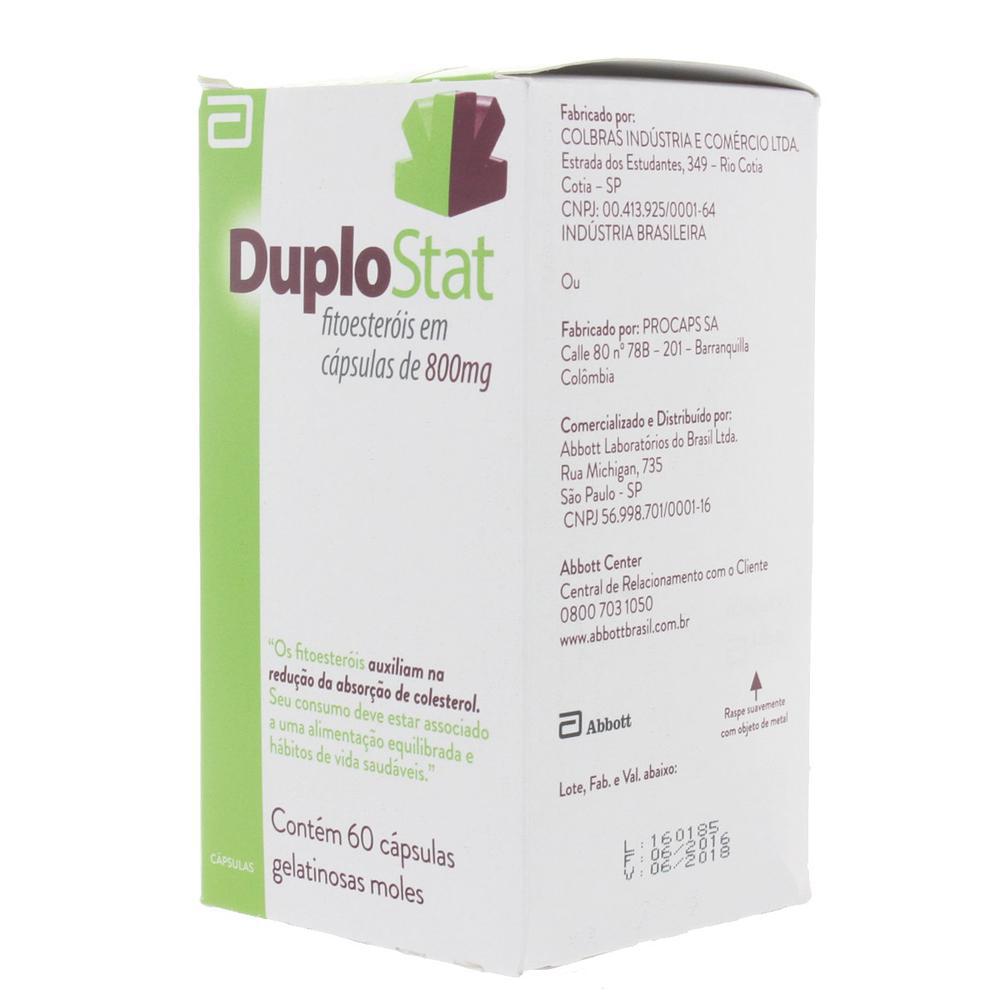 DuploStat
fitoesteróis em
cápsulas de 800mg
"Os fitoesteróis auxiliam na
redução da absorção de colesterol.
Seu consumo deve estar associado
a uma alimentação equilibrada e
hábitos de vida saudáveis."
Contém 60 cápsulas
gelatinosas moles
CÁPSULAS
Fabricado por:
COLBRAS INDÚSTRIA E COMÉRCIO LTDA.
Estrada dos Estudantes, 349 – Rio Cotia
Cotia – SP
CNPJ: 00.413.925/0001-64
INDÚSTRIA BRASILEIRA
Ou
Fabricado por: PROCAPS SA
Calle 80 nº 78B – 201 – Barranquilla
Colômbia
Comercializado e Distribuído por:
Abbott Laboratórios do Brasil Ltda.
Rua Michigan, 735
São Paulo - SP
CNPJ 56.998.701/0001-16
Abbott Center
Central de Relacionamento com o Cliente
0800 703 1050
www.abbottbrasil.com.br
Abbott
Raspe suavemente
com objeto de metal
Lote, Fab. e Val. abaixo:
L:160185
F:06/2016
V:06/2018